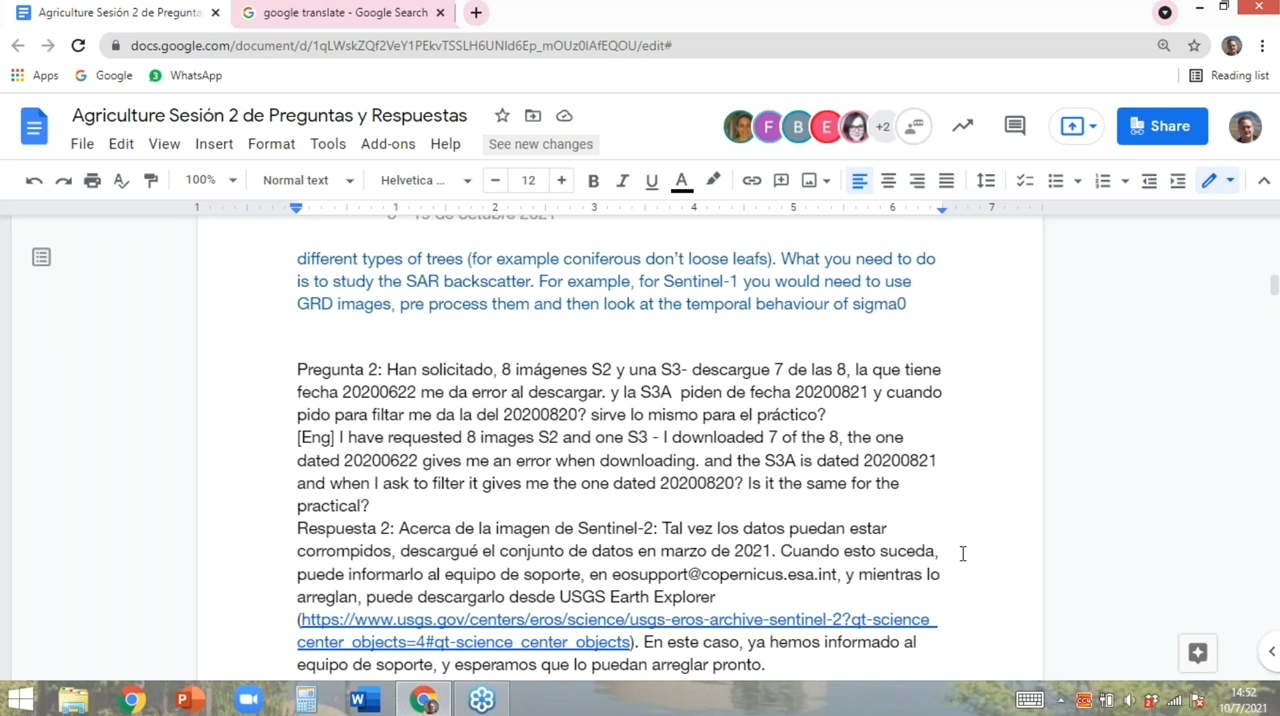 Agriculture Sesión 2 de Pregunta
google translate - Google Search
docs.google.com/document/d/1qLWskZQf2VeY1PEkvTSSLH6UNId6Ep_mOUz0IAfEQOU/edit#
Apps
Google
WhatsApp
Reading list
Agriculture Sesión 2 de Preguntas y Respuestas
F B E +2
Share
File Edit View Insert Format Tools Add-ons Help See new changes
100% Normal text Helvetica ... 12 B I U A
1 1 2 3 4 5 6 7
de octubre 2021
different types of trees (for example coniferous don't loose leafs). What you need to do
is to study the SAR backscatter. For example, for Sentinel-1 you would need to use
GRD images, pre process them and then look at the temporal behaviour of sigma0
Pregunta 2: Han solicitado, 8 imágenes S2 y una S3- descargue 7 de las 8, la que tiene
fecha 20200622 me da error al descargar. y la S3A piden de fecha 20200821 y cuando
pido para filtar me da la del 20200820? sirve lo mismo para el práctico?
[Eng] I have requested 8 images S2 and one S3 - I downloaded 7 of the 8, the one
dated 20200622 gives me an error when downloading. and the S3A is dated 20200821
and when I ask to filter it gives me the one dated 20200820? Is it the same for the
practical?
Respuesta 2: Acerca de la imagen de Sentinel-2: Tal vez los datos puedan estar
corrompidos, descargué el conjunto de datos en marzo de 2021. Cuando esto suceda,
puede informarlo al equipo de soporte, en eosupport@copernicus.esa.int, y mientras lo
arreglan, puede descargarlo desde USGS Earth Explorer
(https://www.usgs.gov/centers/eros/science/usgs-eros-archive-sentinel-2?qt-science_
center_objects=4#qt-science_center_objects). En este caso, ya hemos informado al
equipo de soporte, y esperamos que lo puedan arreglar pronto.
14:52
10/7/2021